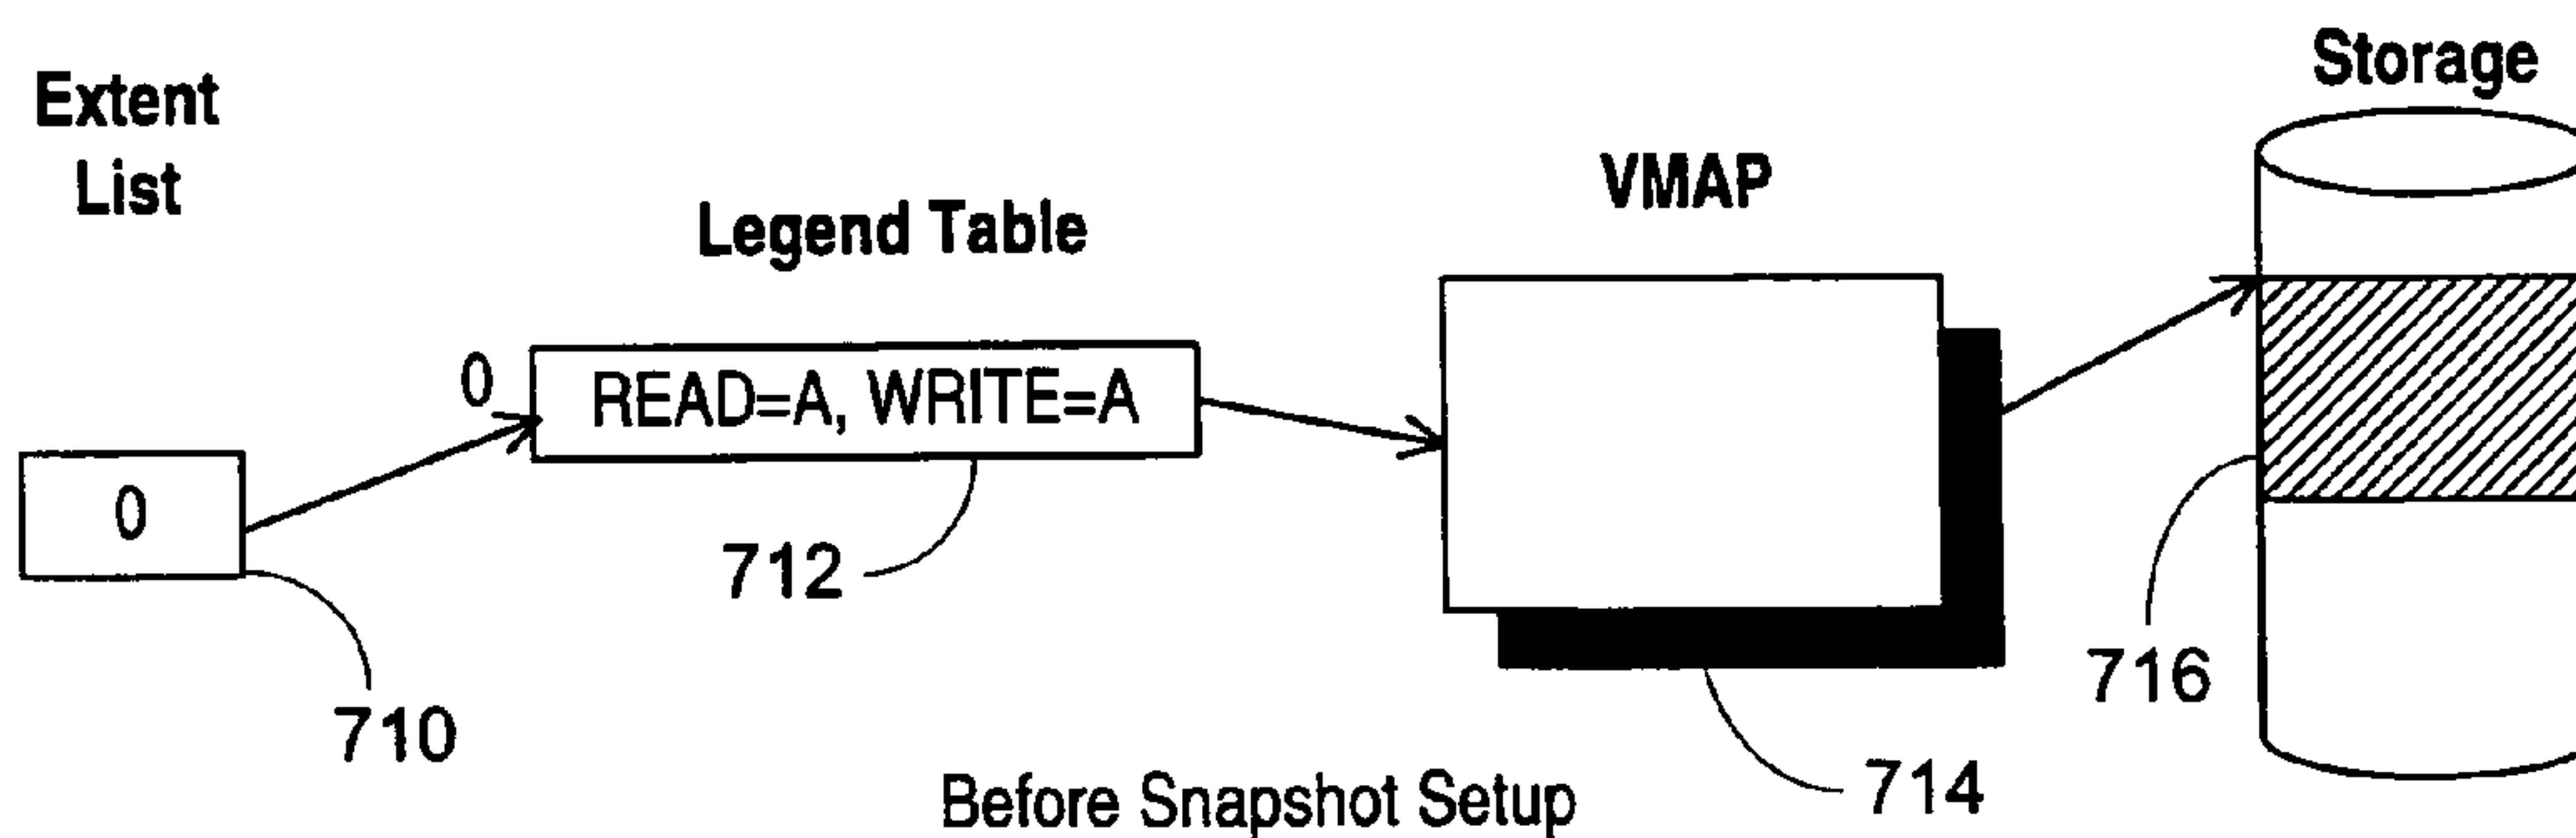 Extent
List
Legend Table
VMAP
Storage
0
0
READ=A, WRITE=A
710
712
714
716
Before Snapshot Setup